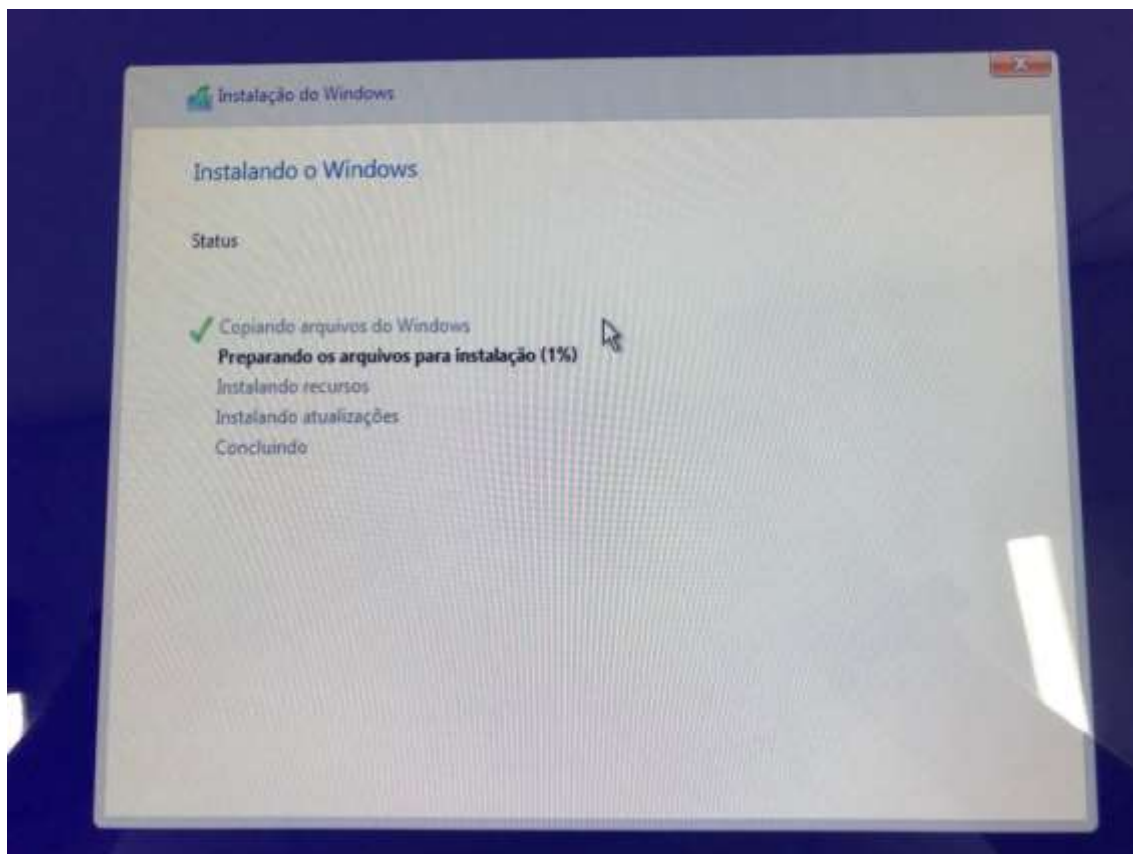 Instalação do Windows
Instalando o Windows
Status
Copiando arquivos do Windows
Preparando os arquivos para instalação (1%)
Instalando recursos
Instalando atualizações
Concluindo